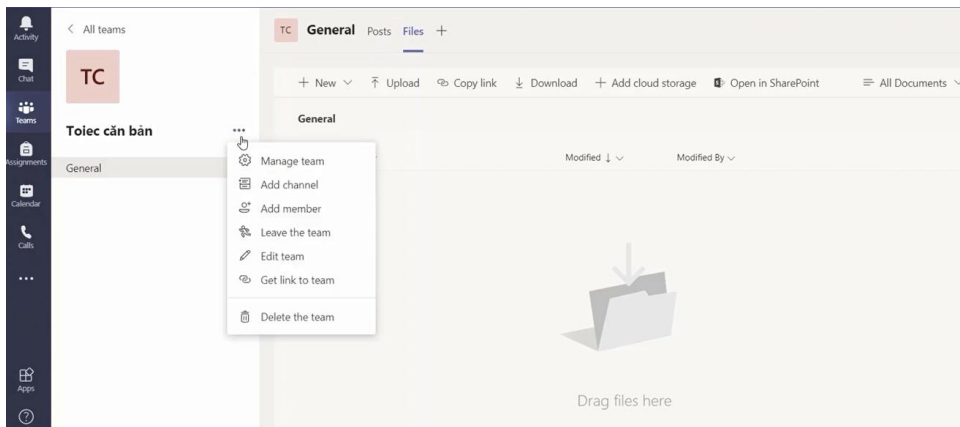 Activity
Chat
Teams
Assignments
Calendar
Calls
Apps
All teams
TC
Toiec căn bản
General
Manage team
Add channel
Add member
Leave the team
Edit team
Get link to team
Delete the team
TC General Posts Files
New Upload Copy link Download Add cloud storage Open in SharePoint All Documents
General
Modified Modified By
Drag files here